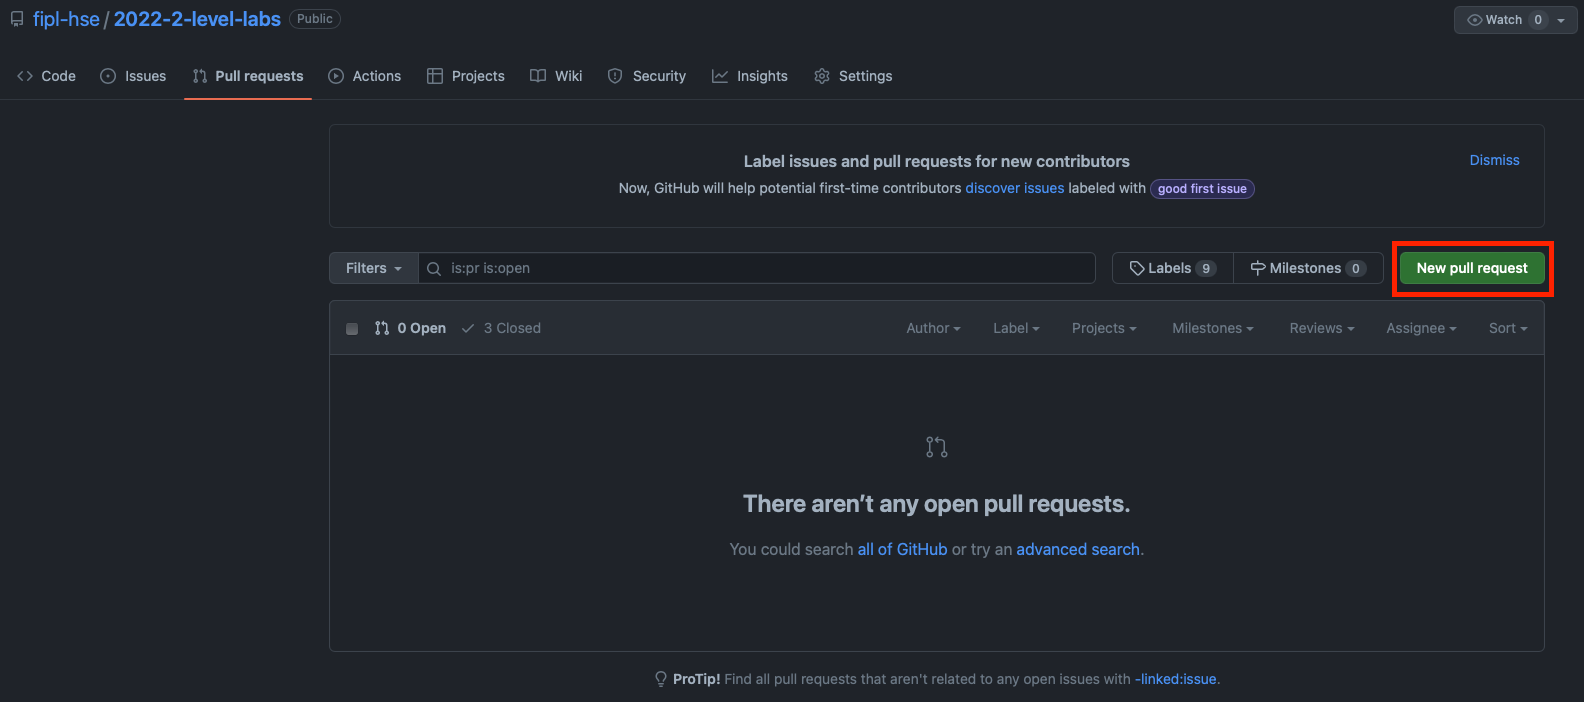 fipl-hse / 2022-2-level-labs Public Watch 0
Code Issues Pull requests Actions Projects Wiki Security Insights Settings
Label issues and pull requests for new contributors
Dismiss
Now, GitHub will help potential first-time contributors discover issues labeled with good first issue
Filters is:pr is:open Labels 9 Milestones 0 New pull request
0 Open 3 Closed Author Label Projects Milestones Reviews Assignee Sort
There aren’t any open pull requests.
You could search all of GitHub or try an advanced search.
ProTip! Find all pull requests that aren't related to any open issues with -linked:issue.